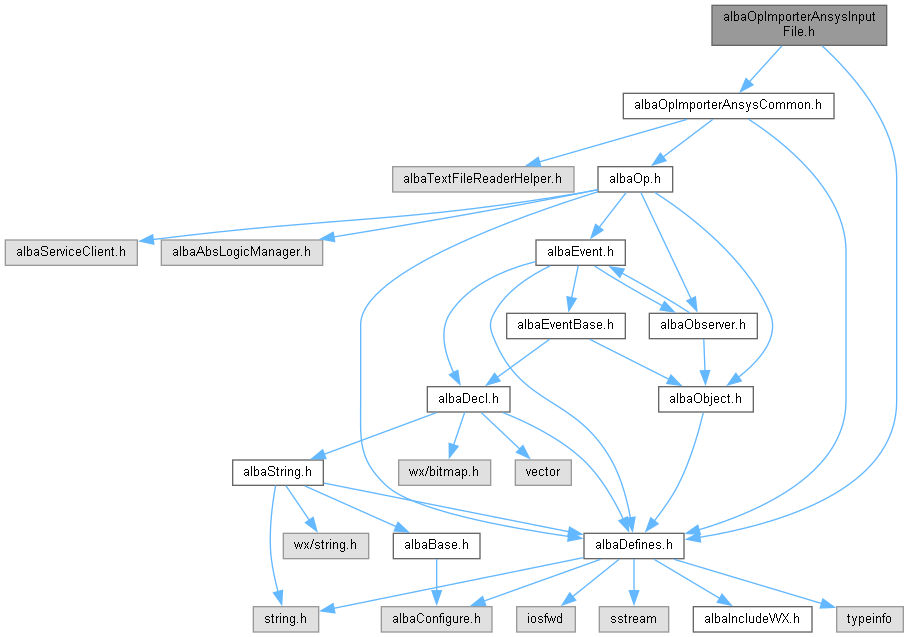 albaOpImporterAnsysInput
File.h
albaOpImporterAnsysCommon.h
albaTextFileReaderHelper.h
albaOp.h
albaServiceClient.h
albaAbsLogicManager.h
albaEvent.h
albaEventBase.h
albaObserver.h
albaDecl.h
albaObject.h
albaString.h
wx/bitmap.h
vector
wx/string.h
albaBase.h
albaDefines.h
string.h
albaConfigure.h
iosfwd
sstream
albaIncludeWX.h
typeinfo